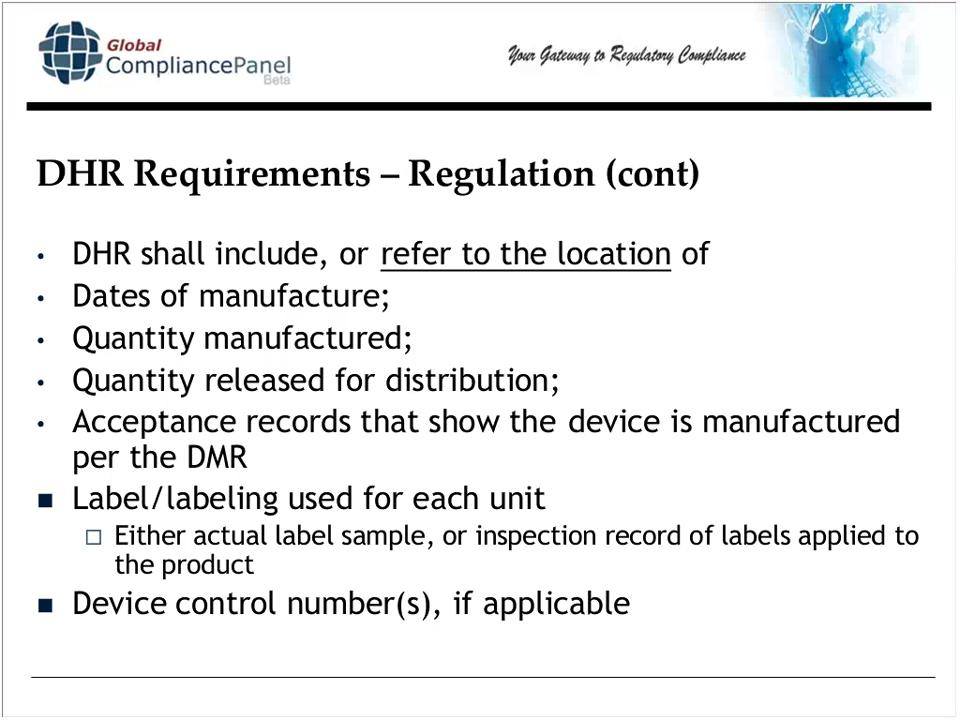 Global
CompliancePanel
Beta
Your Gateway to Regulatory Compliance
DHR Requirements – Regulation (cont)
• DHR shall include, or refer to the location of
• Dates of manufacture;
• Quantity manufactured;
• Quantity released for distribution;
• Acceptance records that show the device is manufactured
per the DMR
■ Label/labeling used for each unit
□ Either actual label sample, or inspection record of labels applied to
the product
■ Device control number(s), if applicable